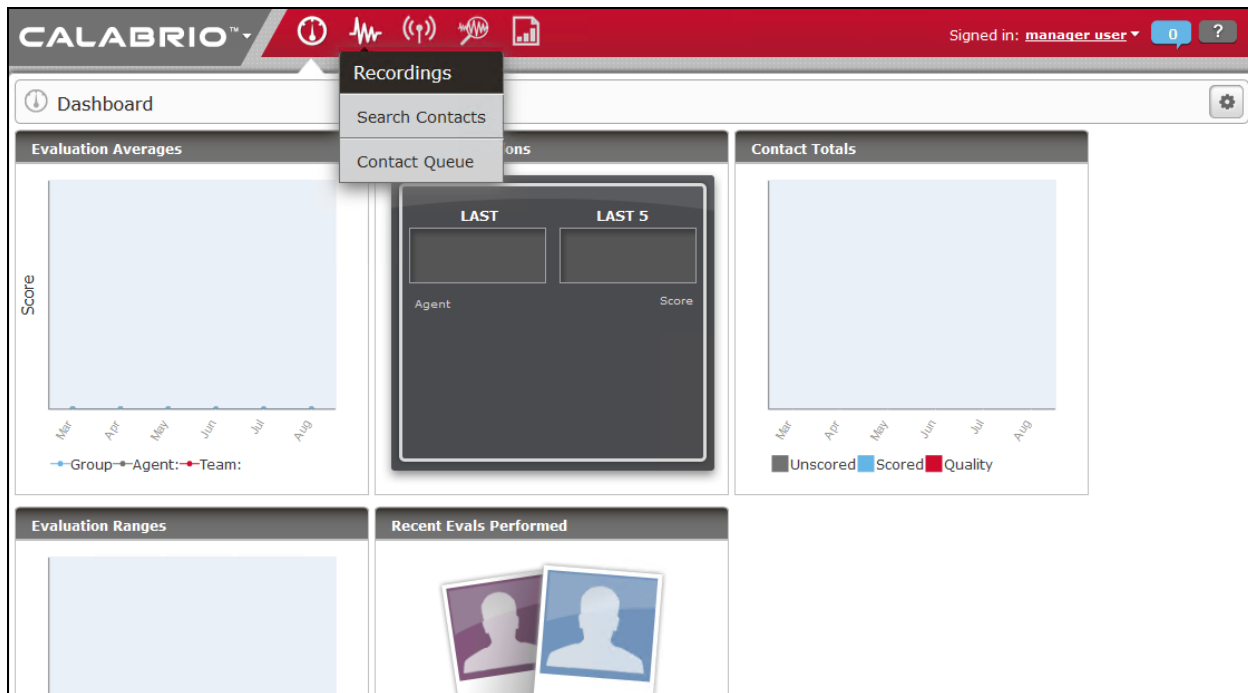 CALABRIO™
Signed in: manager user
0
?
Recordings
Search Contacts
Contact Queue
Dashboard
Evaluation Averages
Score
Mar Apr May Jun Jul Aug
Group Agent: Team:
ons
LAST LAST 5
Agent Score
Contact Totals
Mar Apr May Jun Jul Aug
Unscored Scored Quality
Evaluation Ranges
Recent Evals Performed